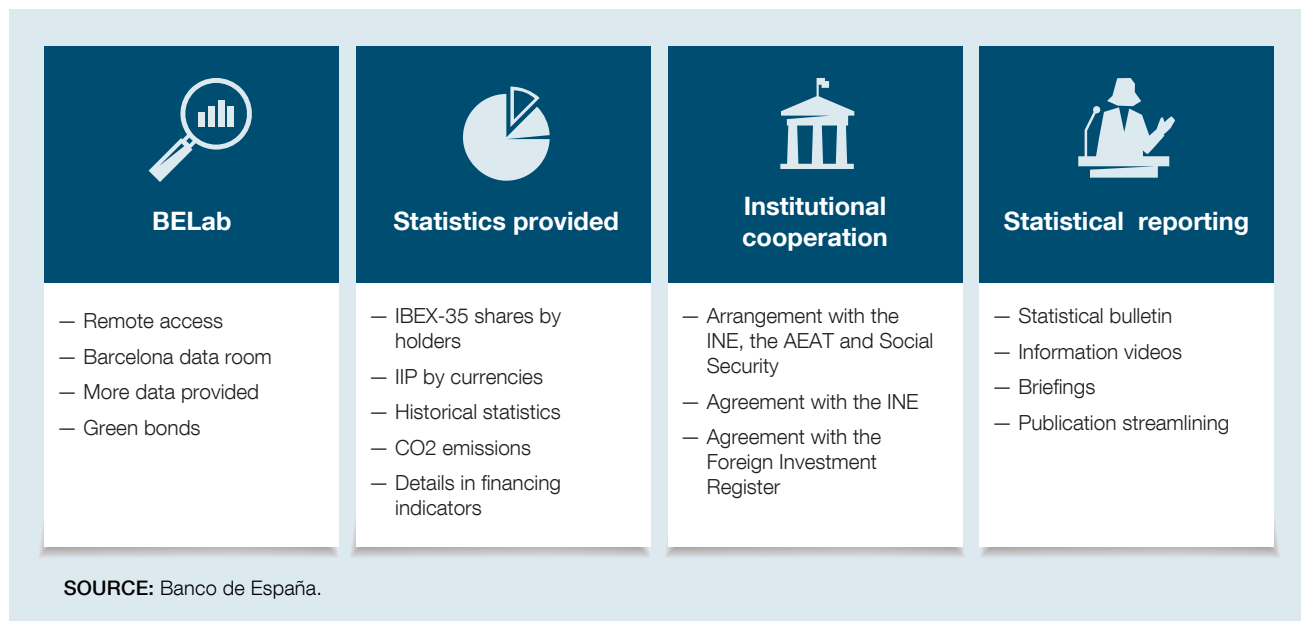 BELab
— Remote access
— Barcelona data room
— More data provided
— Green bonds
Statistics provided
— IBEX-35 shares by
holders
— IIP by currencies
— Historical statistics
— CO2 emissions
— Details in financing
indicators
Institutional
cooperation
— Arrangement with the
INE, the AEAT and Social
Security
— Agreement with the INE
— Agreement with the
Foreign Investment
Register
Statistical reporting
— Statistical bulletin
— Information videos
— Briefings
— Publication streamlining
SOURCE: Banco de España.